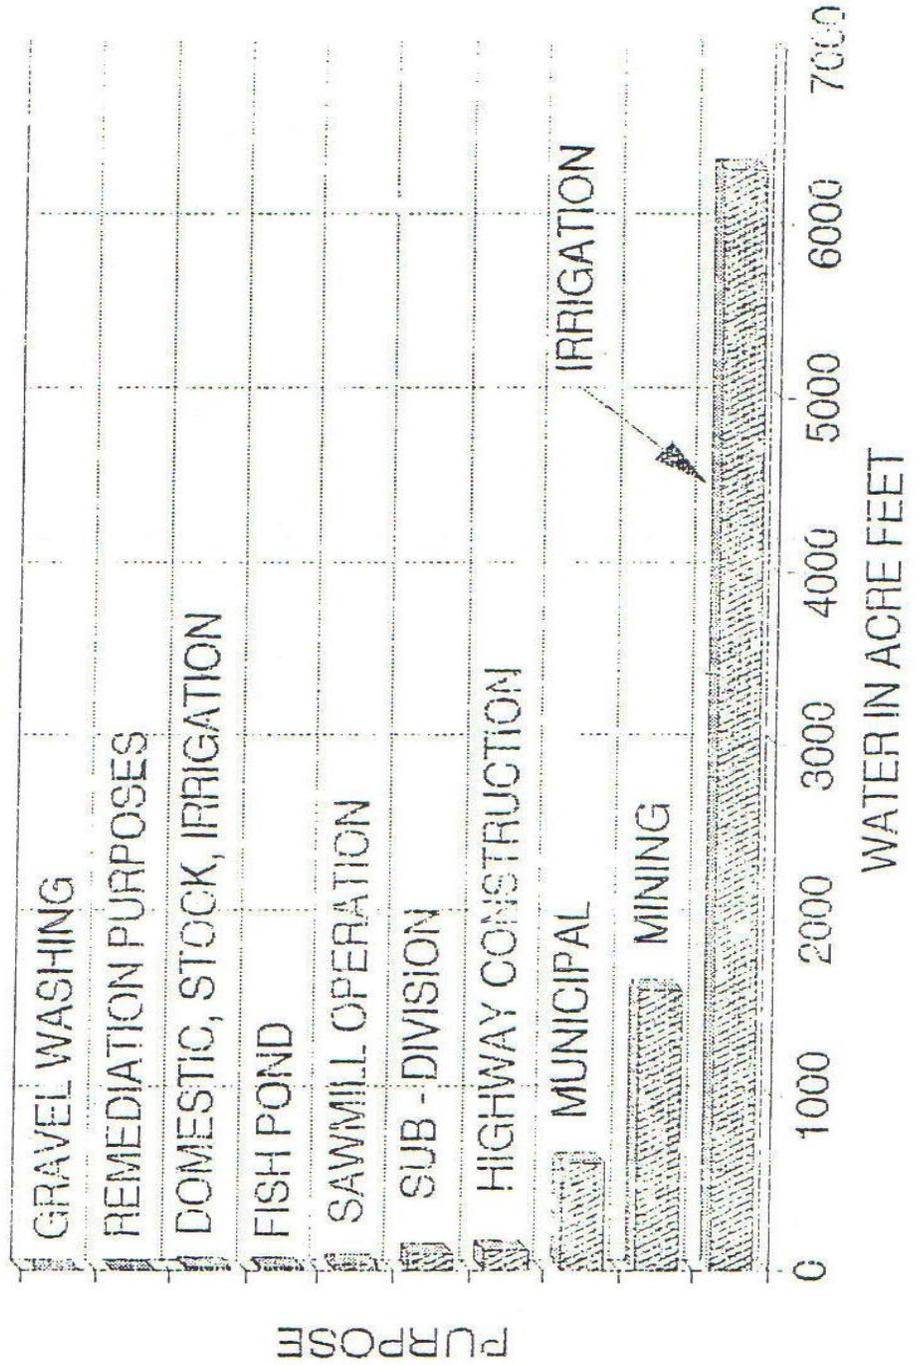 PURPOSE
GRAVEL WASHING
REMEDIATION PURPOSES
DOMESTIC, STOCK, IRRIGATION
FISH POND
SAWMILL OPERATION
SUB - DIVISION
HIGHWAY CONSTRUCTION
MUNICIPAL
MINING
IRRIGATION
0 1000 2000 3000 4000 5000 6000 7000
WATER IN ACRE FEET